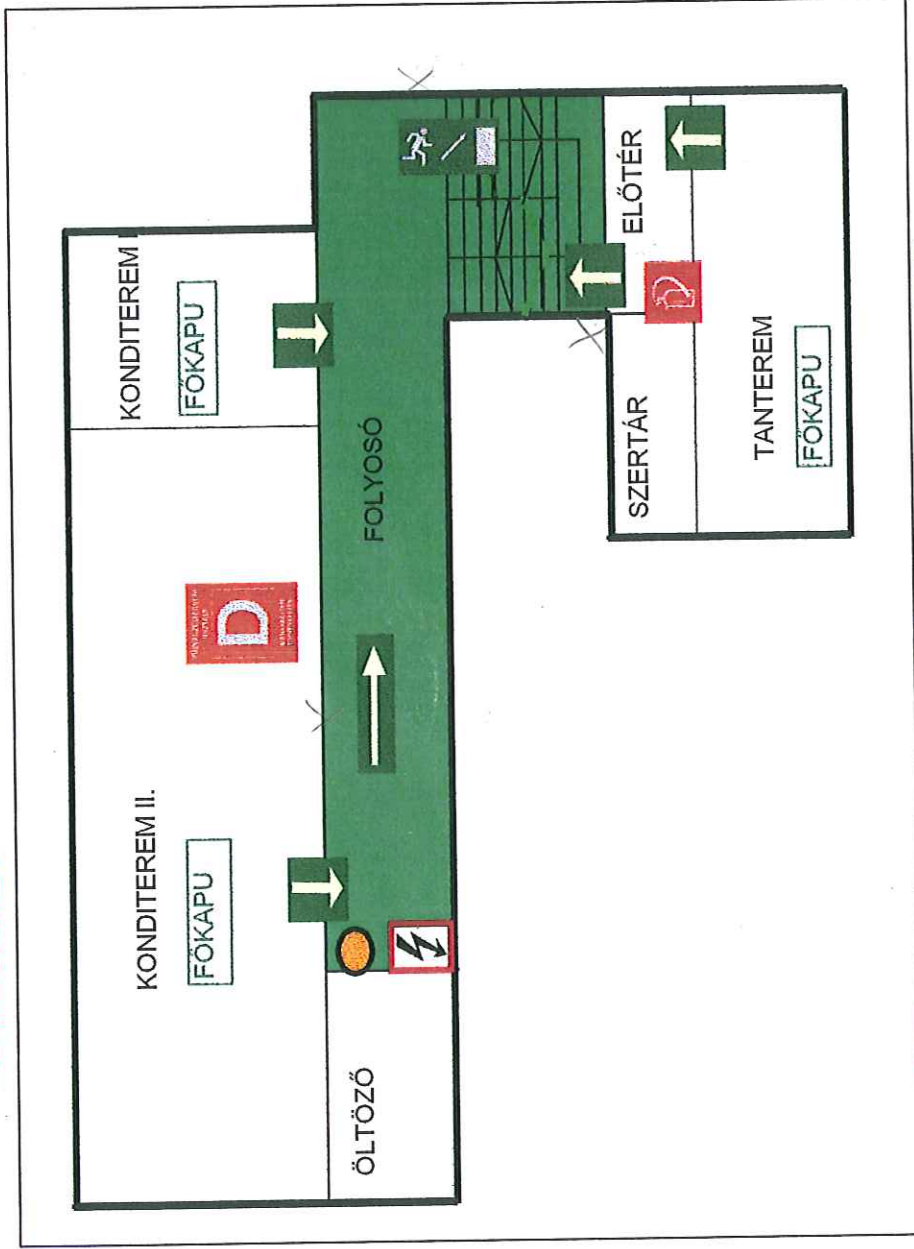 KONDITEREM II.
FŐKAPU
D
KONDITEREM I
FŐKAPU
ÖLTÖZŐ
FOLYOSÓ
SZERTÁR
ELŐTÉR
TANTEREM
FŐKAPU